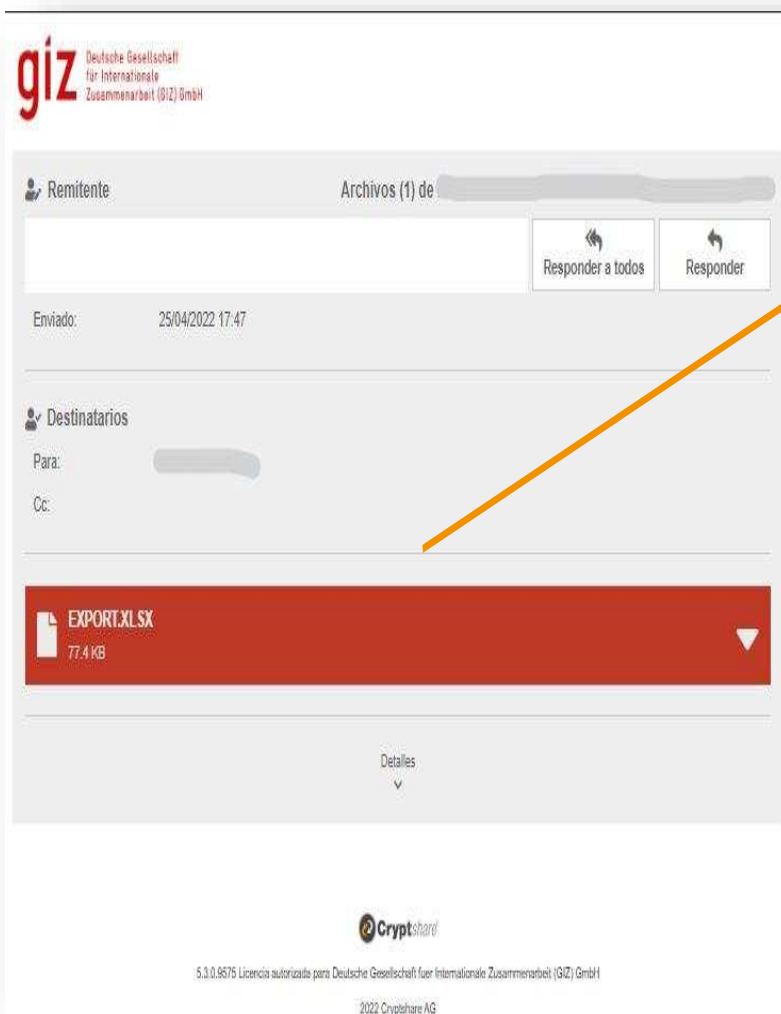 giz
Deutsche Gesellschaft
für Internationale
Zusammenarbeit (GIZ) GmbH
Remitente
Archivos (1) de
Responder a todos
Responder
Enviado: 25/04/2022 17:47
Destinatarios
Para:
Cc:
EXPORT.XLSX
77.4 KB
Detalles
Cryptshare
5.3.0.9575 Licencia autorizada para Deutsche Gesellschaft fuer Internationale Zusammenarbeit (GIZ) GmbH
2022 Cryptshare AG